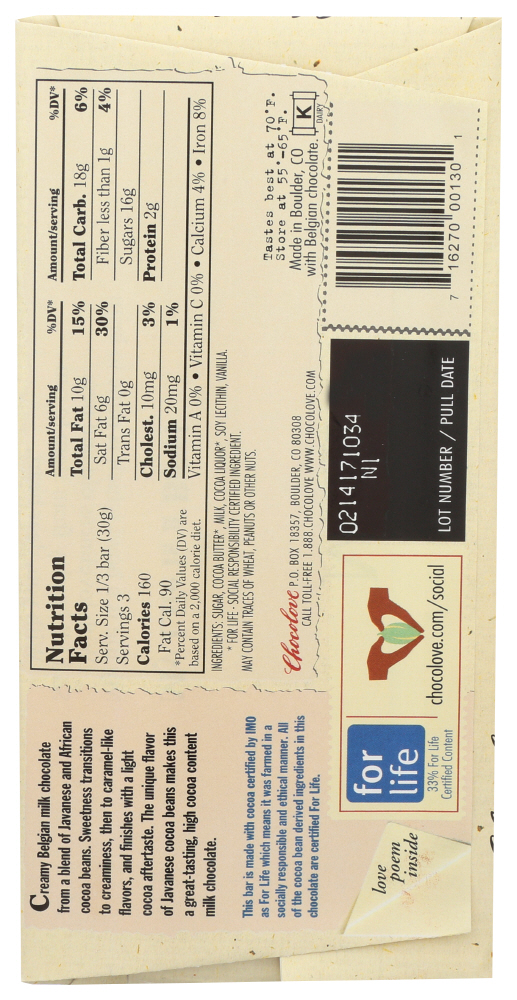 Creamy Belgian milk chocolate
from a blend of Javanese and African
cocoa beans. Sweetness transitions
to creaminess, then to caramel-like
flavors, and finishes with a light
cocoa aftertaste. The unique flavor
of Javanese cocoa beans makes this
a great-tasting, high cocoa content
milk chocolate.
This bar is made with cocoa certified by IMO
as For Life which means it was farmed in a
socially responsible and ethical manner. All
of the cocoa bean derived ingredients in this
chocolate are certified For Life.
love
poem
inside
Nutrition
Facts
Serv. Size 1/3 bar (30g)
Servings 3
Calories 160
Fat Cal. 90
*Percent Daily Values (DV) are
based on a 2,000 calorie diet.
Amount/serving %DV*
Total Fat 10g 15%
Sat Fat 6g 30%
Trans Fat 0g
Cholest. 10mg 3%
Sodium 20mg 1%
Amount/serving %DV*
Total Carb. 18g 6%
Fiber less than 1g 4%
Sugars 16g
Protein 2g
Vitamin A 0% • Vitamin C 0% • Calcium 4% • Iron 8%
INGREDIENTS: SUGAR, COCOA BUTTER*, MILK, COCOA LIQUOR*, SOY LECITHIN, VANILLA.
* FOR LIFE - SOCIAL RESPONSIBILITY CERTIFIED INGREDIENT.
MAY CONTAIN TRACES OF WHEAT, PEANUTS OR OTHER NUTS.
Chocolove P.O. BOX 18357, BOULDER, CO 80308
CALL TOLL-FREE 1.888.CHOCOLOVE WWW.CHOCOLOVE.COM
Tastes best at 70°F.
Store at 55°-65°F.
Made in Boulder, CO
with Belgian chocolate.
K
DAIRY
for
life
33% For Life
Certified Content
chocolove.com/social
0214171034
N1
LOT NUMBER / PULL DATE
7 16270 00130 1